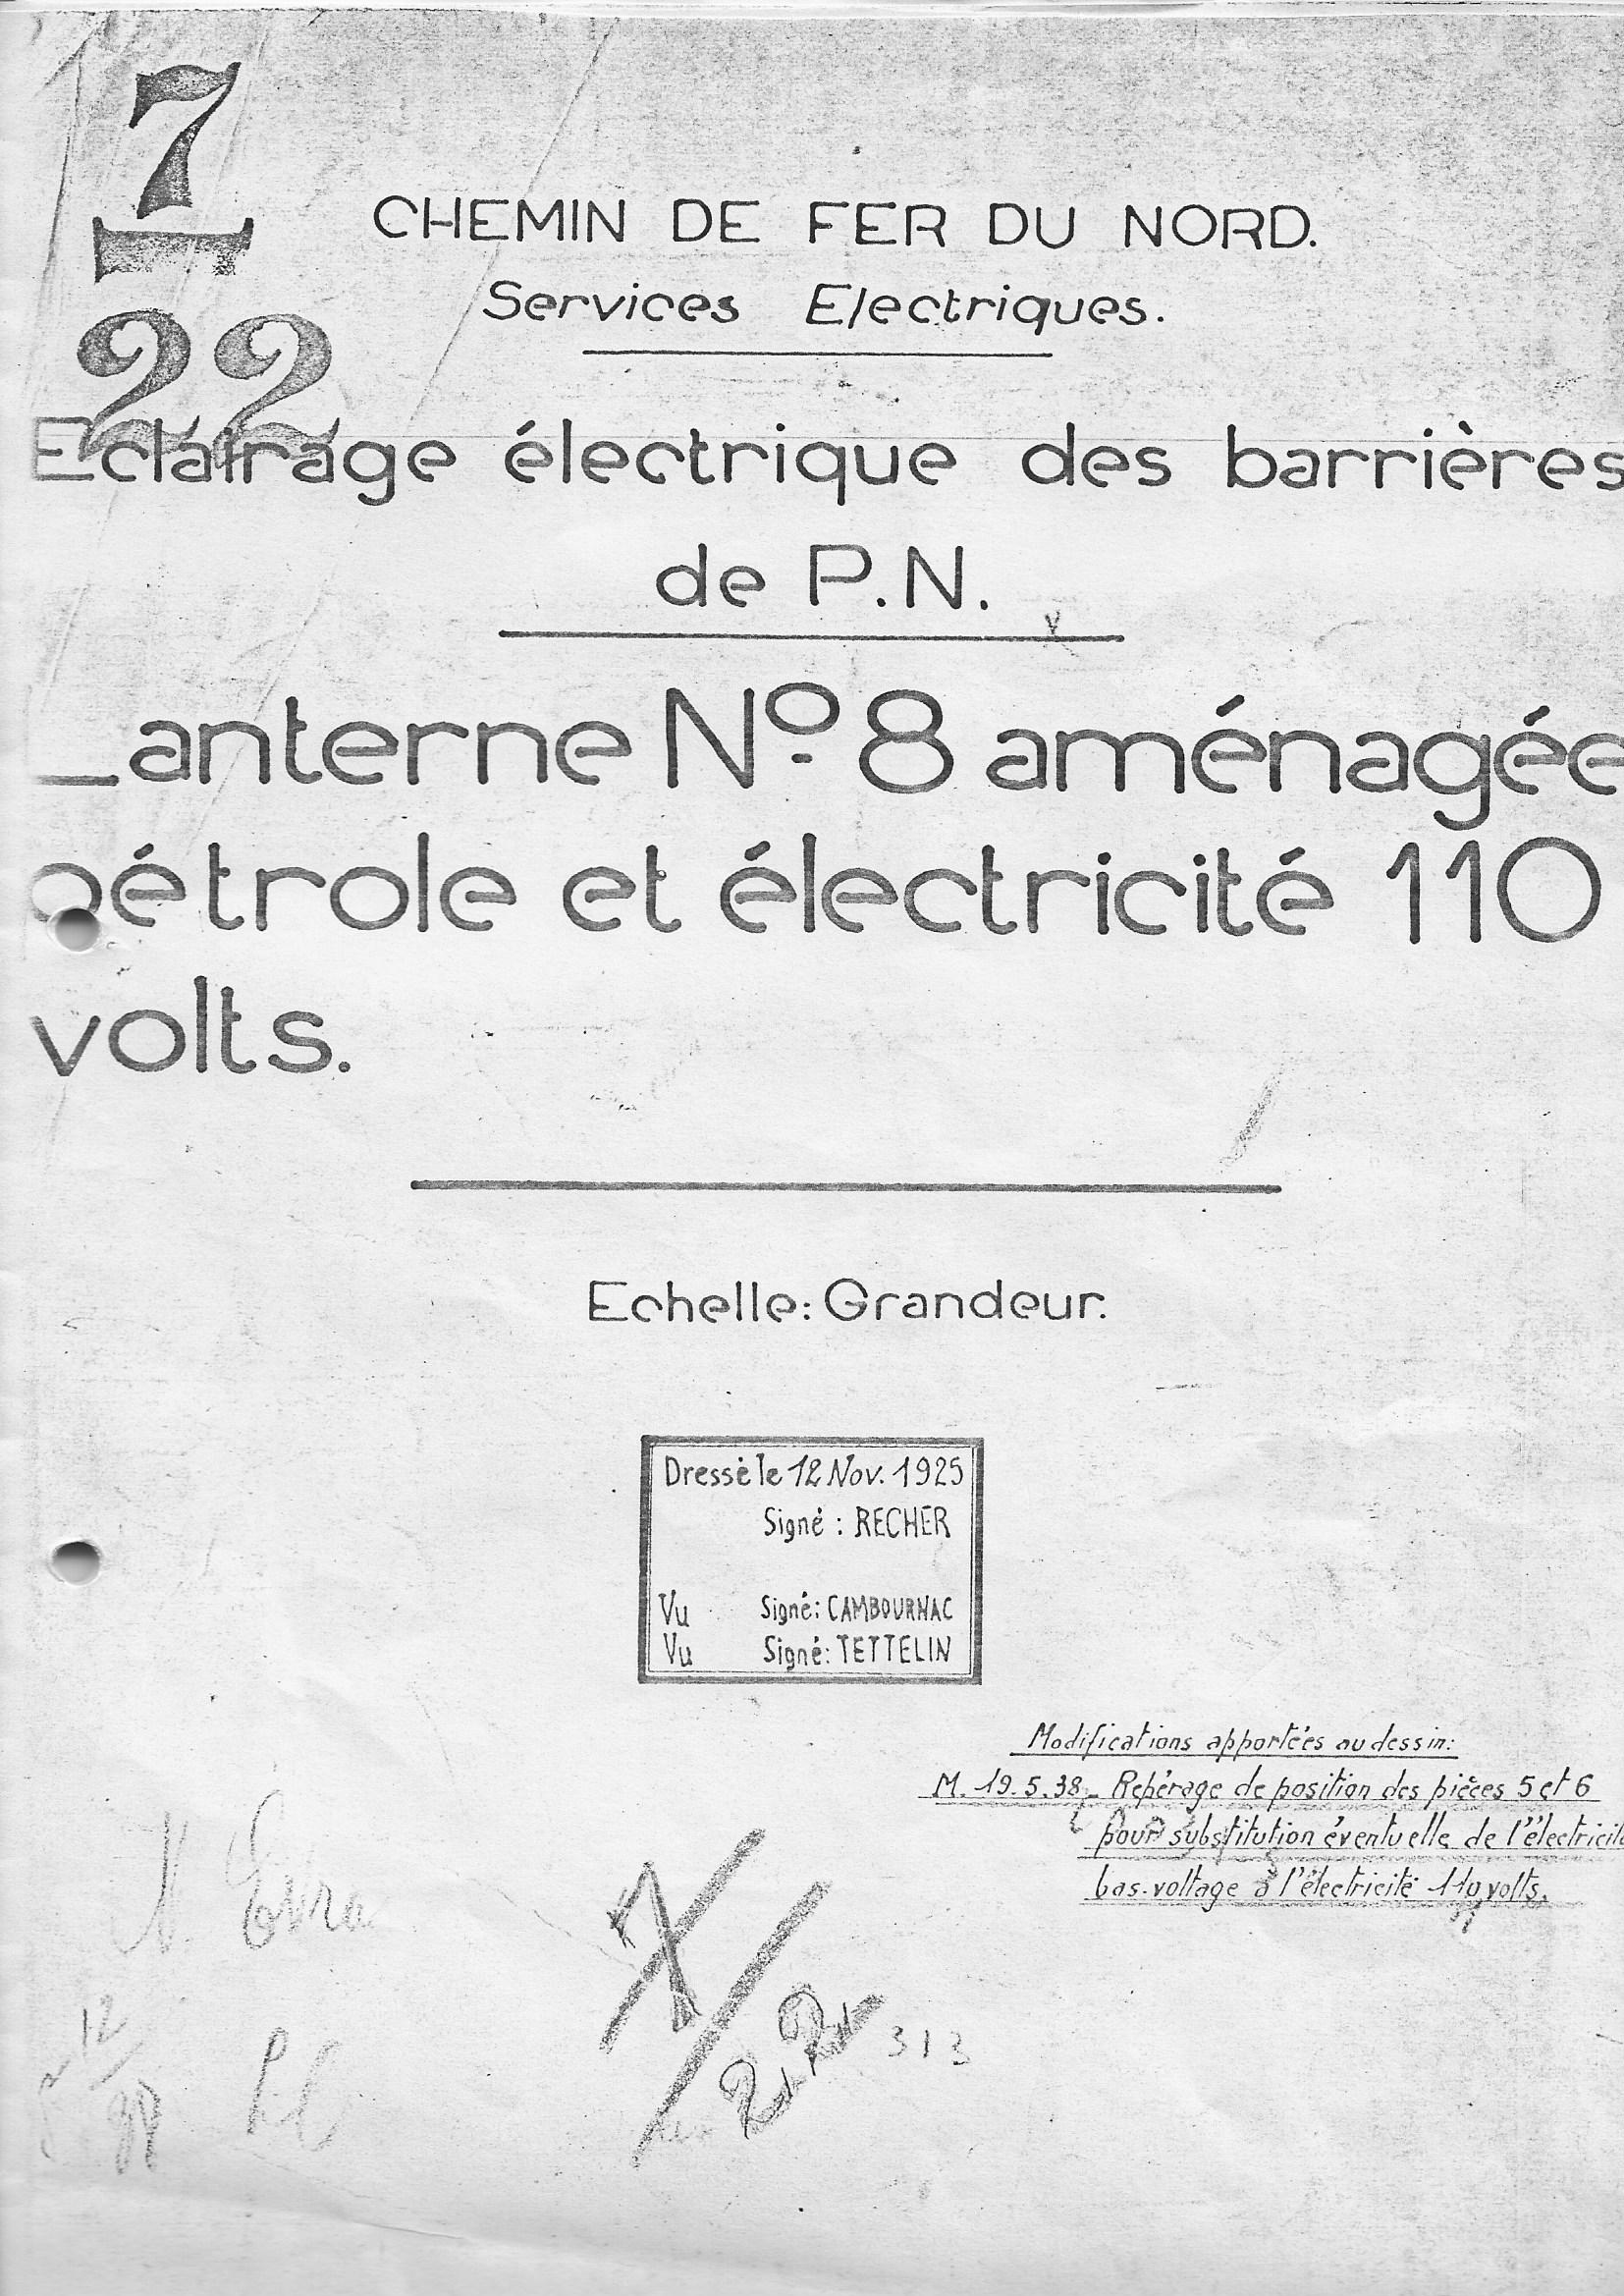 7
22
CHEMIN DE FER DU NORD.
Services Electriques.
Eclairage électrique des barrières
de P.N.
Lanterne Nº 8 aménagée
pétrole et électricité 110
volts.
Echelle: Grandeur.
Dressé le 12 Nov. 1925
Signé : RECHER
Vu Signé: CAMBOURNAC
Vu Signé: TETTELIN
Modifications apportées au dessin:
M. 19.5.38 - Repérage de position des pièces 5 et 6
pour substitution éventuelle de l'électricité
bas-voltage à l'électricité 110 volts.
7
22
313
12